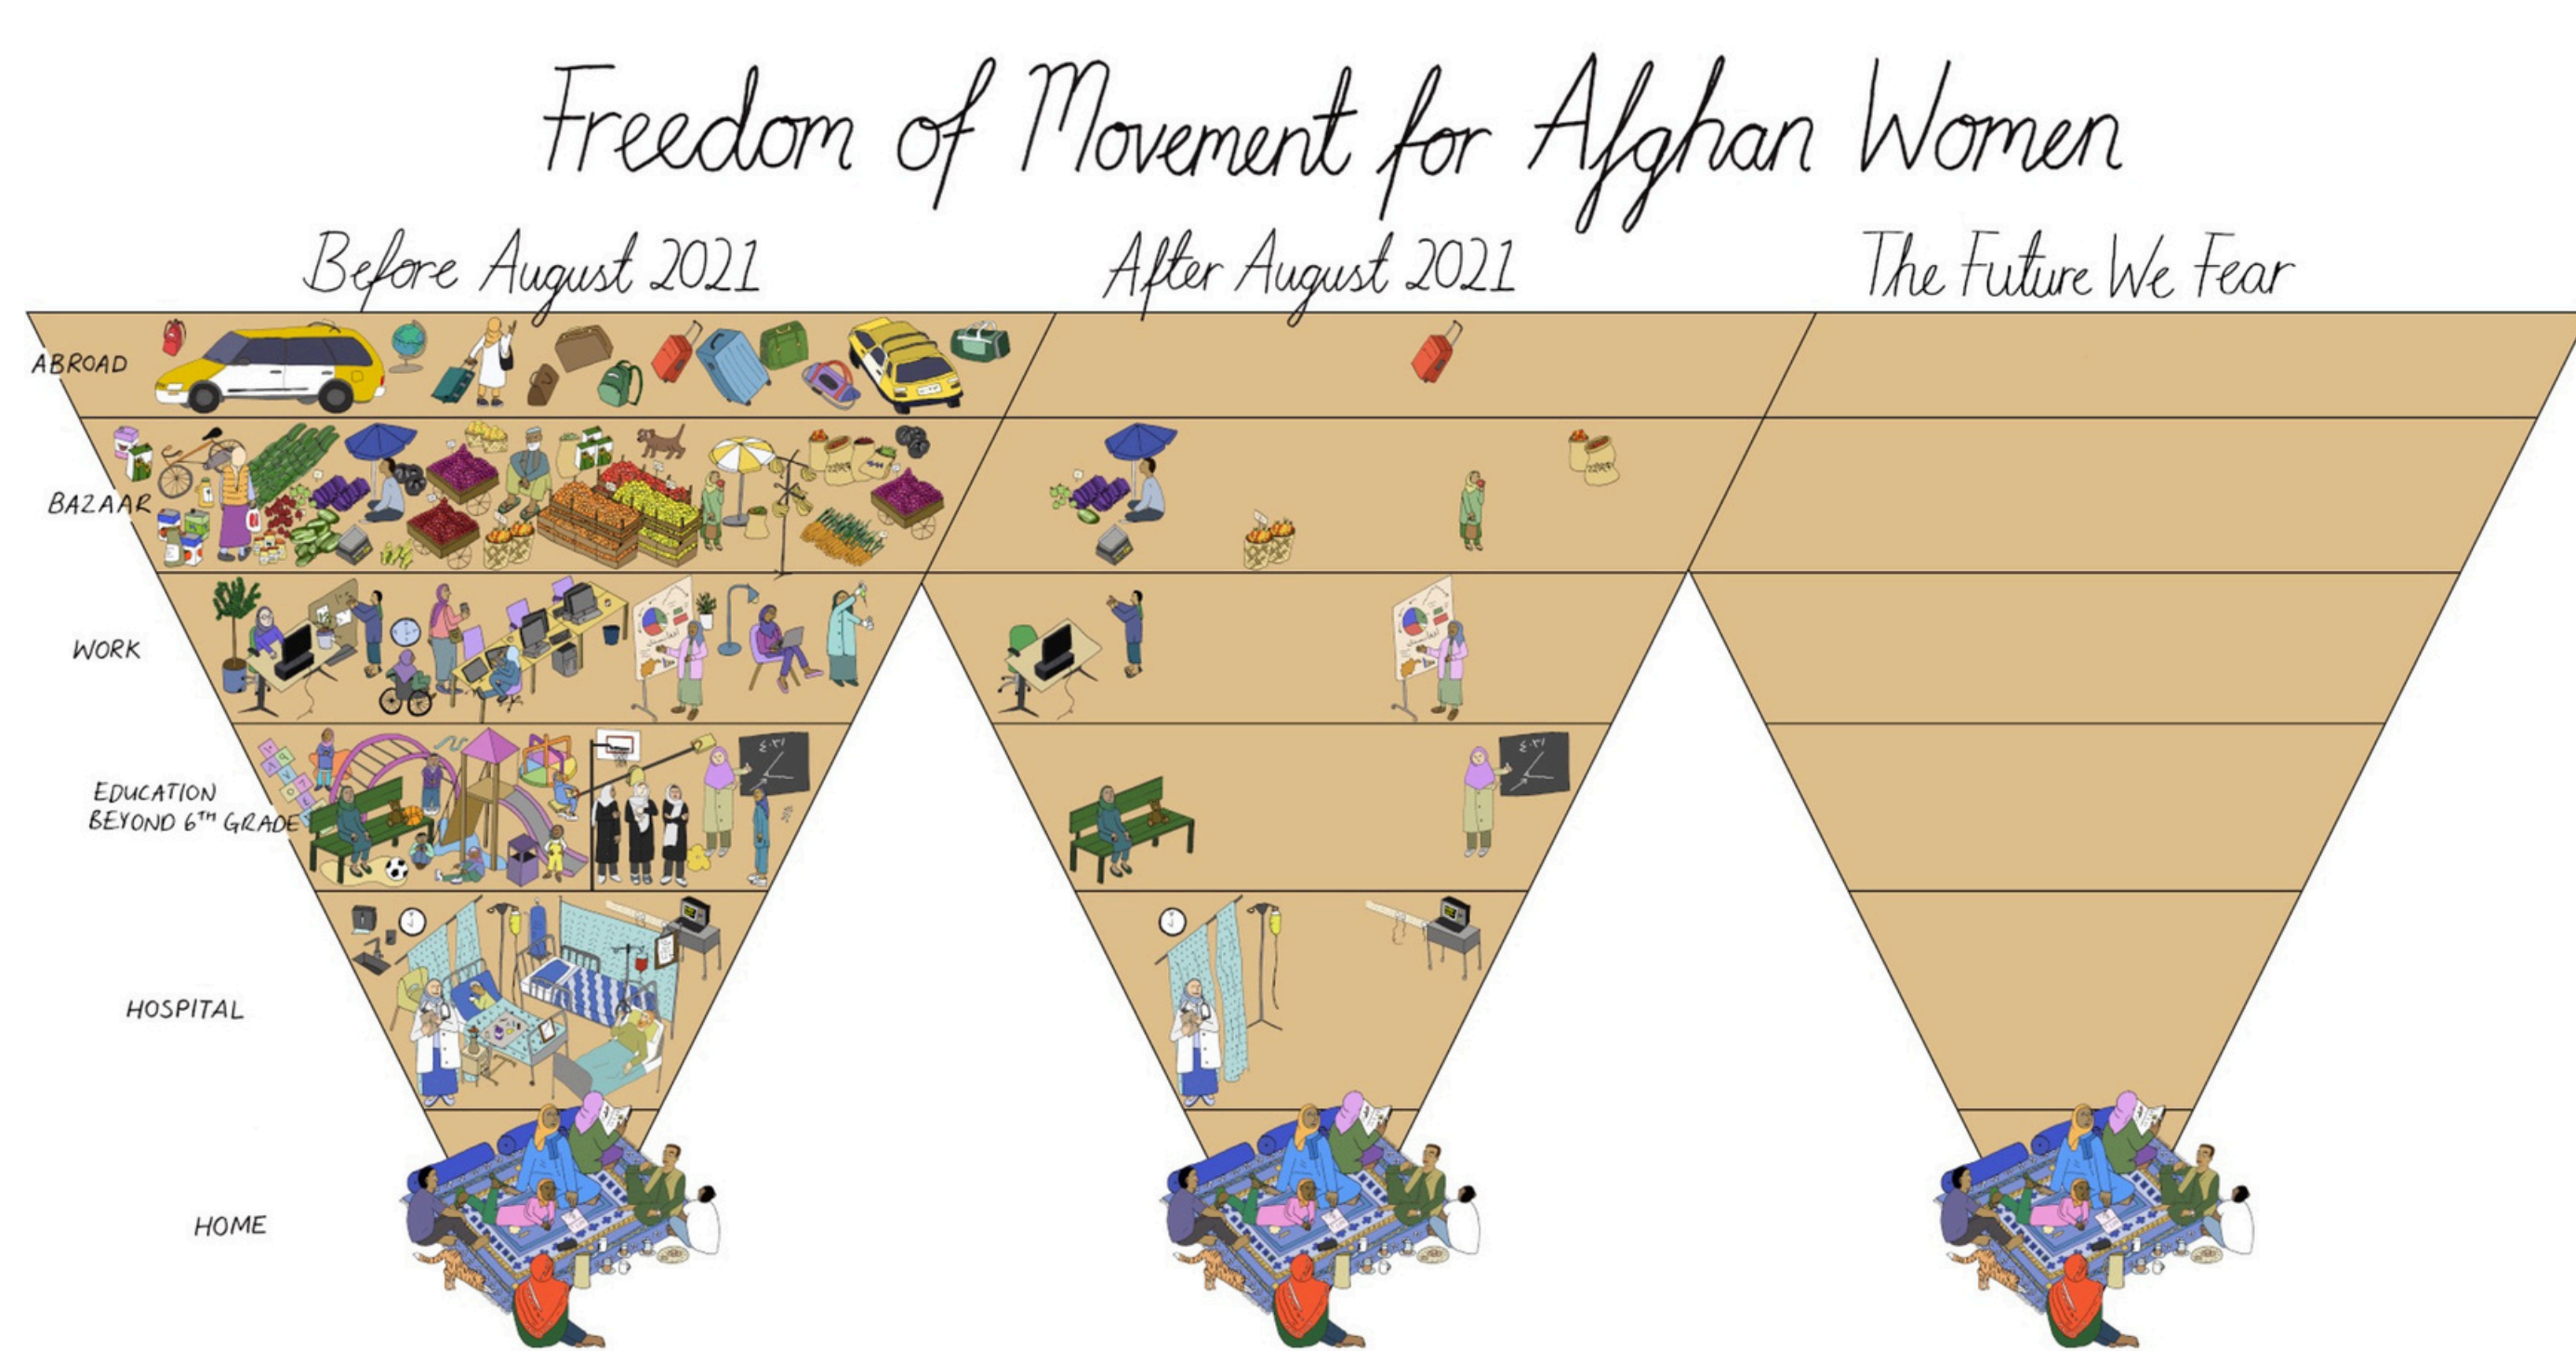 Freedom of Movement for Afghan Women
Before August 2021
After August 2021
The Future We Fear
ABROAD
BAZAAR
WORK
EDUCATION
BEYOND 6TH GRADE
HOSPITAL
HOME